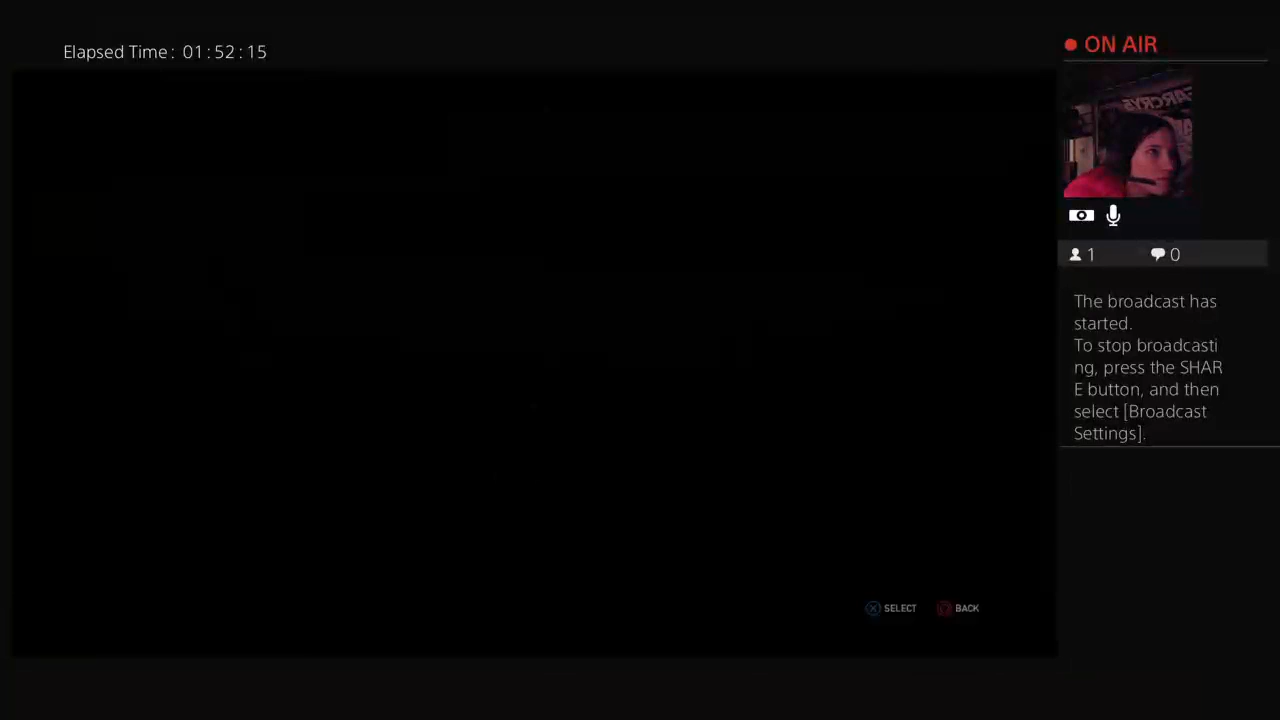 Elapsed Time: 01:52:15
ON AIR
FARCRY5
1 0
The broadcast has
started.
To stop broadcasti
ng, press the SHAR
E button, and then
select [Broadcast
Settings].
SELECT BACK